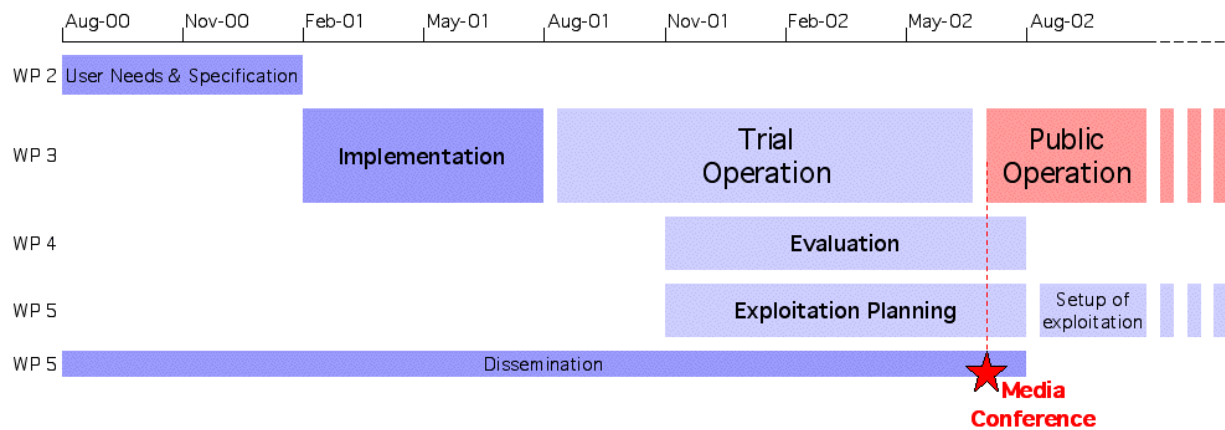 Aug-00 Nov-00 Feb-01 May-01 Aug-01 Nov-01 Feb-02 May-02 Aug-02
WP 2 User Needs & Specification
WP 3 Implementation Trial Operation Public Operation
WP 4 Evaluation
WP 5 Exploitation Planning Setup of exploitation
WP 5 Dissemination
Media
Conference